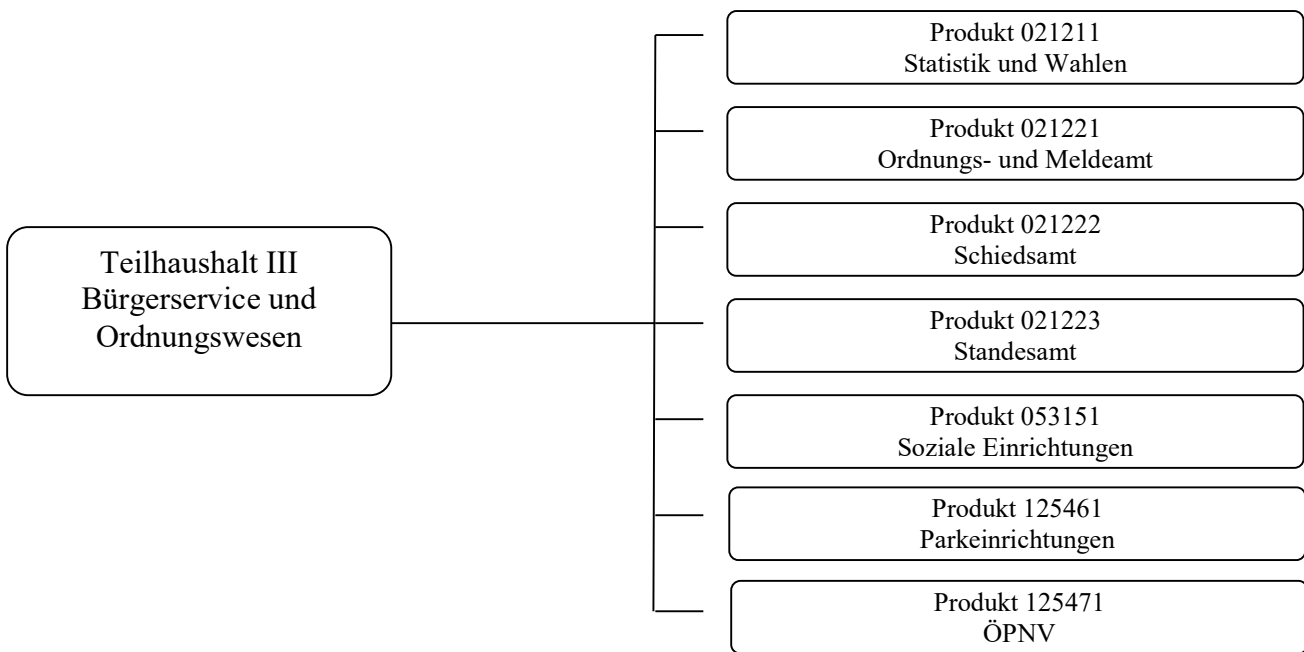 Teilhaushalt III
Bürgerservice und
Ordnungswesen
Produkt 021211
Statistik und Wahlen
Produkt 021221
Ordnungs- und Meldeamt
Produkt 021222
Schiedsamt
Produkt 021223
Standesamt
Produkt 053151
Soziale Einrichtungen
Produkt 125461
Parkeinrichtungen
Produkt 125471
ÖPNV